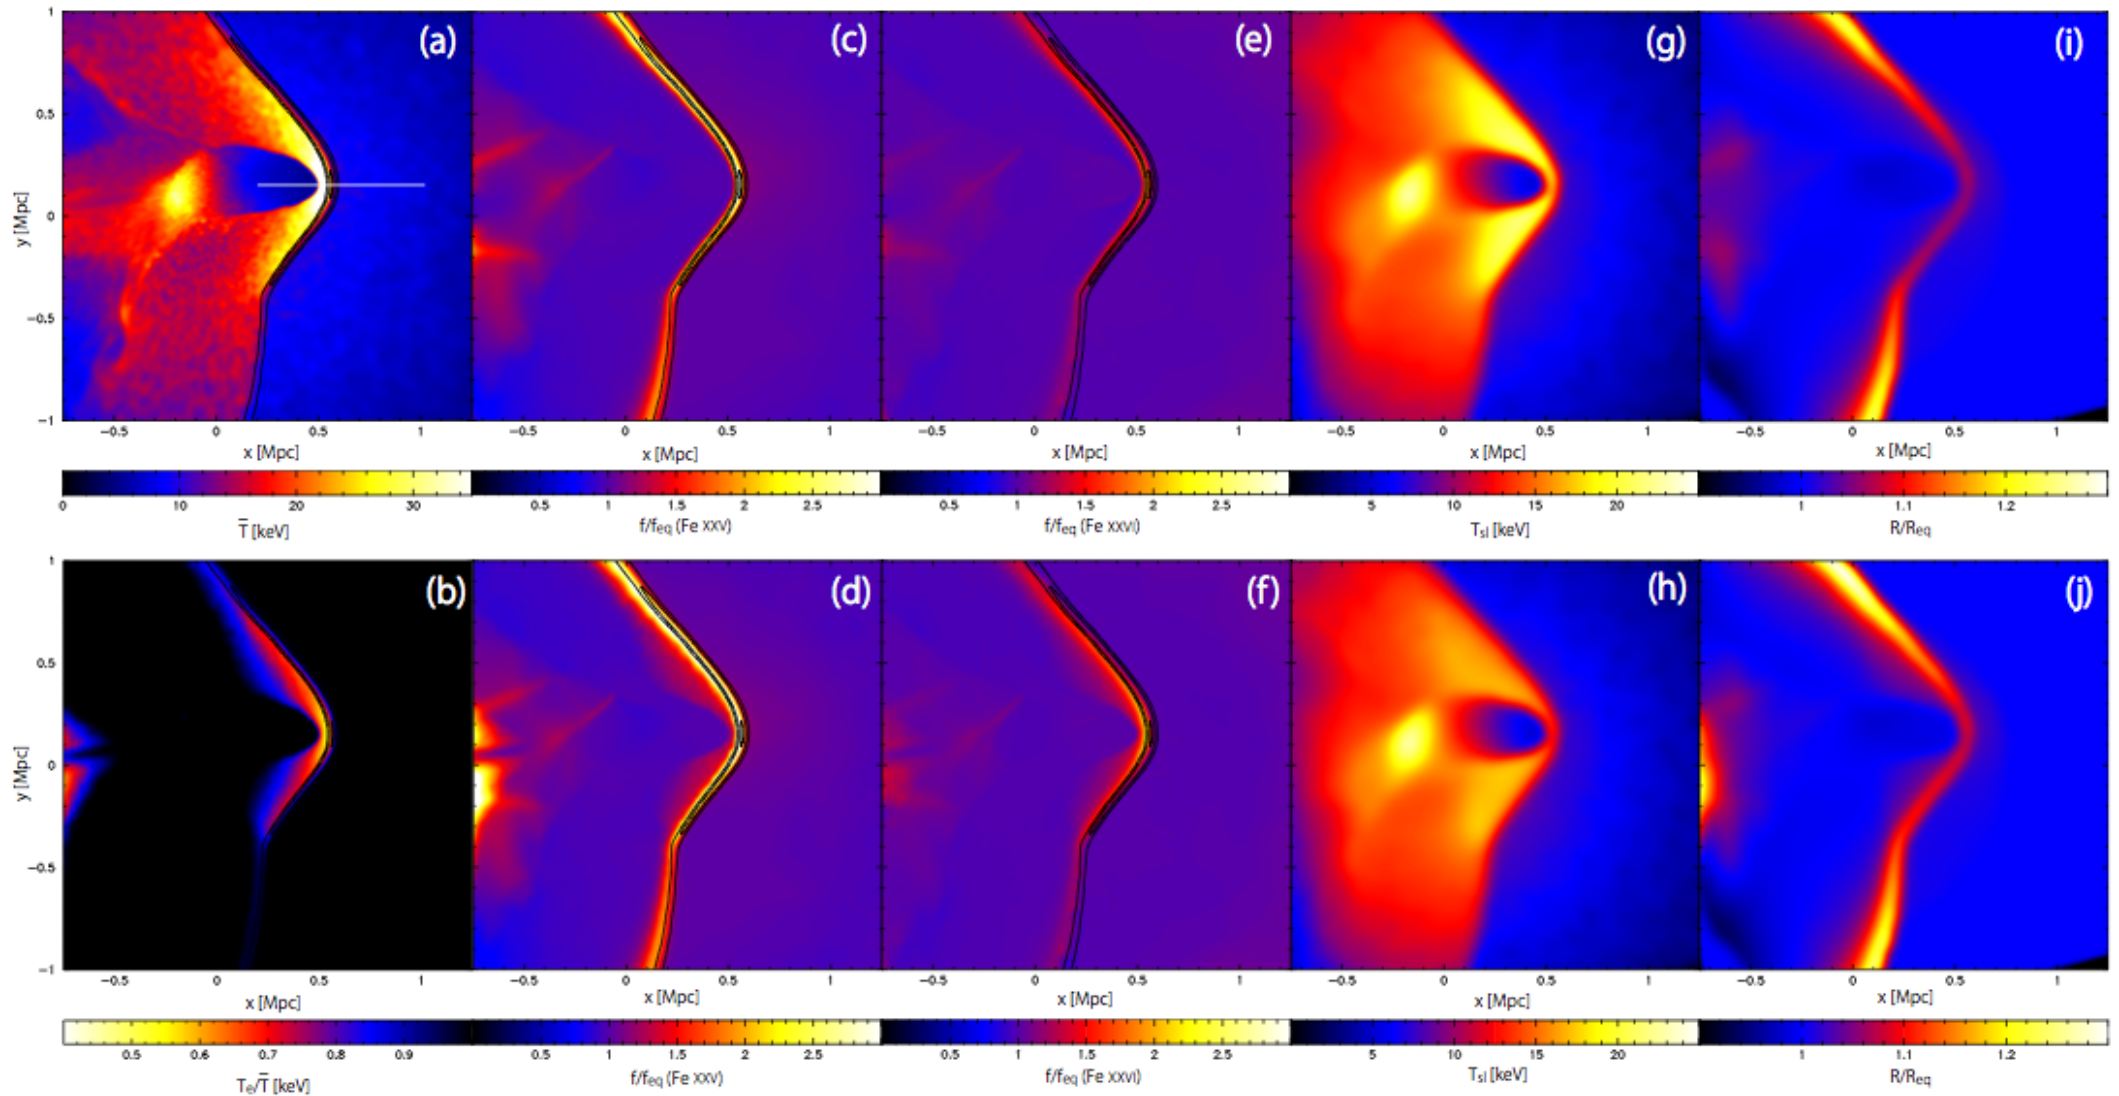 (a) (c) (e) (g) (i)
1
0.5
0
−0.5
−1
y [Mpc]
−0.5 0 0.5 1 −0.5 0 0.5 1 −0.5 0 0.5 1 −0.5 0 0.5 1 −0.5 0 0.5 1
x [Mpc] x [Mpc] x [Mpc] x [Mpc] x [Mpc]
0 10 20 30 0.5 1 1.5 2 2.5 0.5 1 1.5 2 2.5 5 10 15 20 1 1.1 1.2
T̅ [keV] f/feq (Fe XXV) f/feq (Fe XXVI) Tsl [keV] R/Req
(b) (d) (f) (h) (j)
1
0.5
0
−0.5
−1
y [Mpc]
−0.5 0 0.5 1 −0.5 0 0.5 1 −0.5 0 0.5 1 −0.5 0 0.5 1 −0.5 0 0.5 1
x [Mpc] x [Mpc] x [Mpc] x [Mpc] x [Mpc]
0.5 0.6 0.7 0.8 0.9 0.5 1 1.5 2 2.5 0.5 1 1.5 2 2.5 5 10 15 20 1 1.1 1.2
Te/T̅ [keV] f/feq (Fe XXV) f/feq (Fe XXVI) Tsl [keV] R/Req